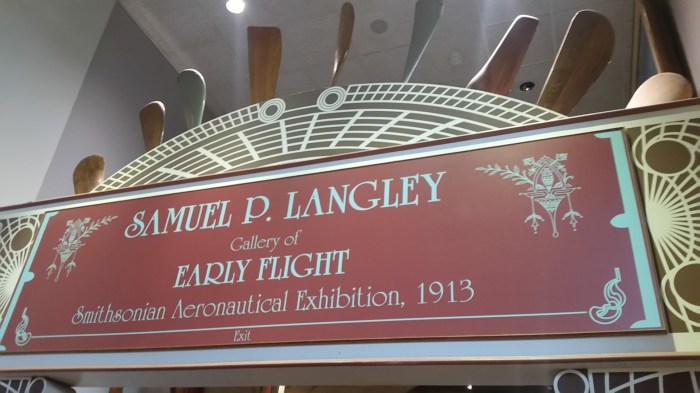 SAMUEL P. LANGLEY
Gallery of
EARLY FLIGHT
Smithsonian Aeronautical Exhibition, 1913
Exit